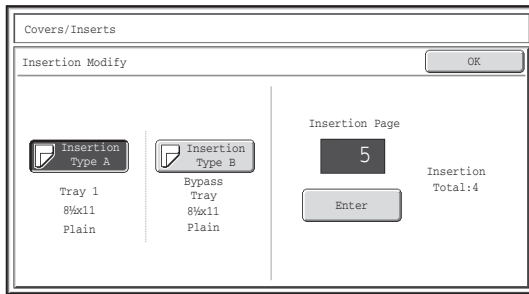 Covers/Inserts
Insertion Modify
OK
Insertion
Type A
Tray 1
8½x11
Plain
Insertion
Type B
Bypass
Tray
8½x11
Plain
Insertion Page
5
Enter
Insertion
Total:4